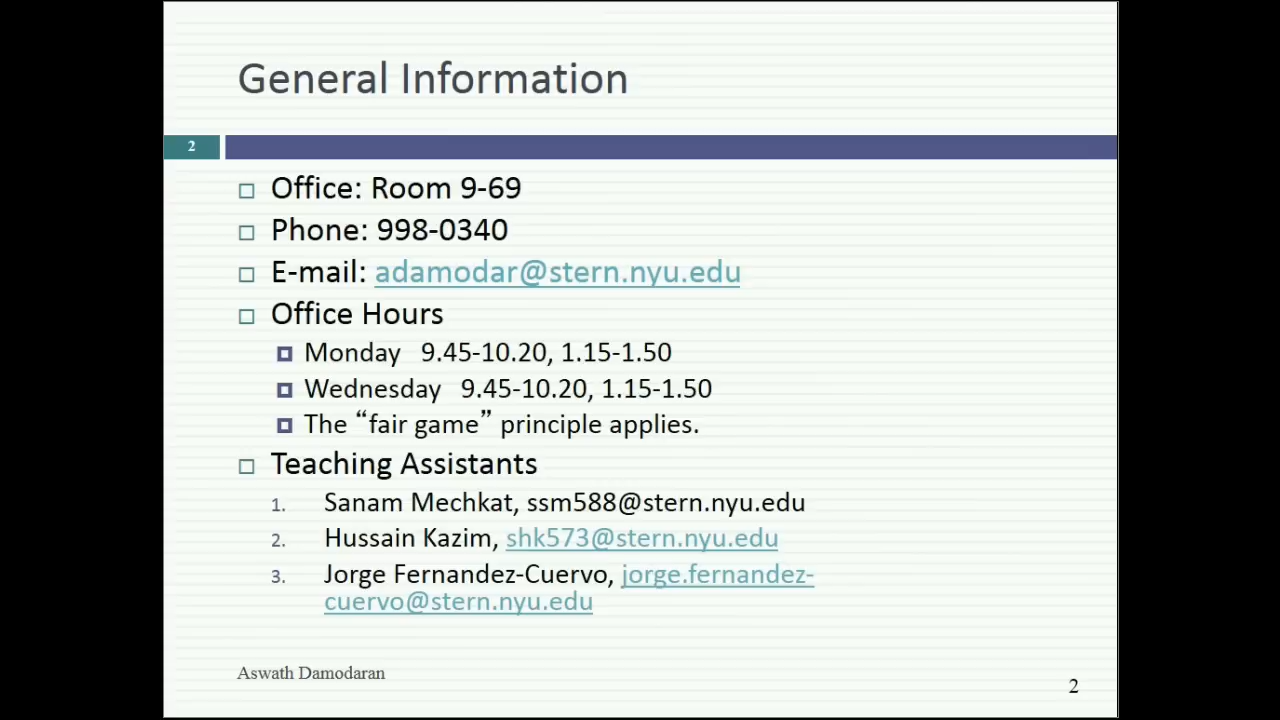 General Information
2
Office: Room 9-69
Phone: 998-0340
E-mail: adamodar@stern.nyu.edu
Office Hours
Monday 9.45-10.20, 1.15-1.50
Wednesday 9.45-10.20, 1.15-1.50
The “fair game” principle applies.
Teaching Assistants
1. Sanam Mechkat, ssm588@stern.nyu.edu
2. Hussain Kazim, shk573@stern.nyu.edu
3. Jorge Fernandez-Cuervo, jorge.fernandez-
cuervo@stern.nyu.edu
Aswath Damodaran
2